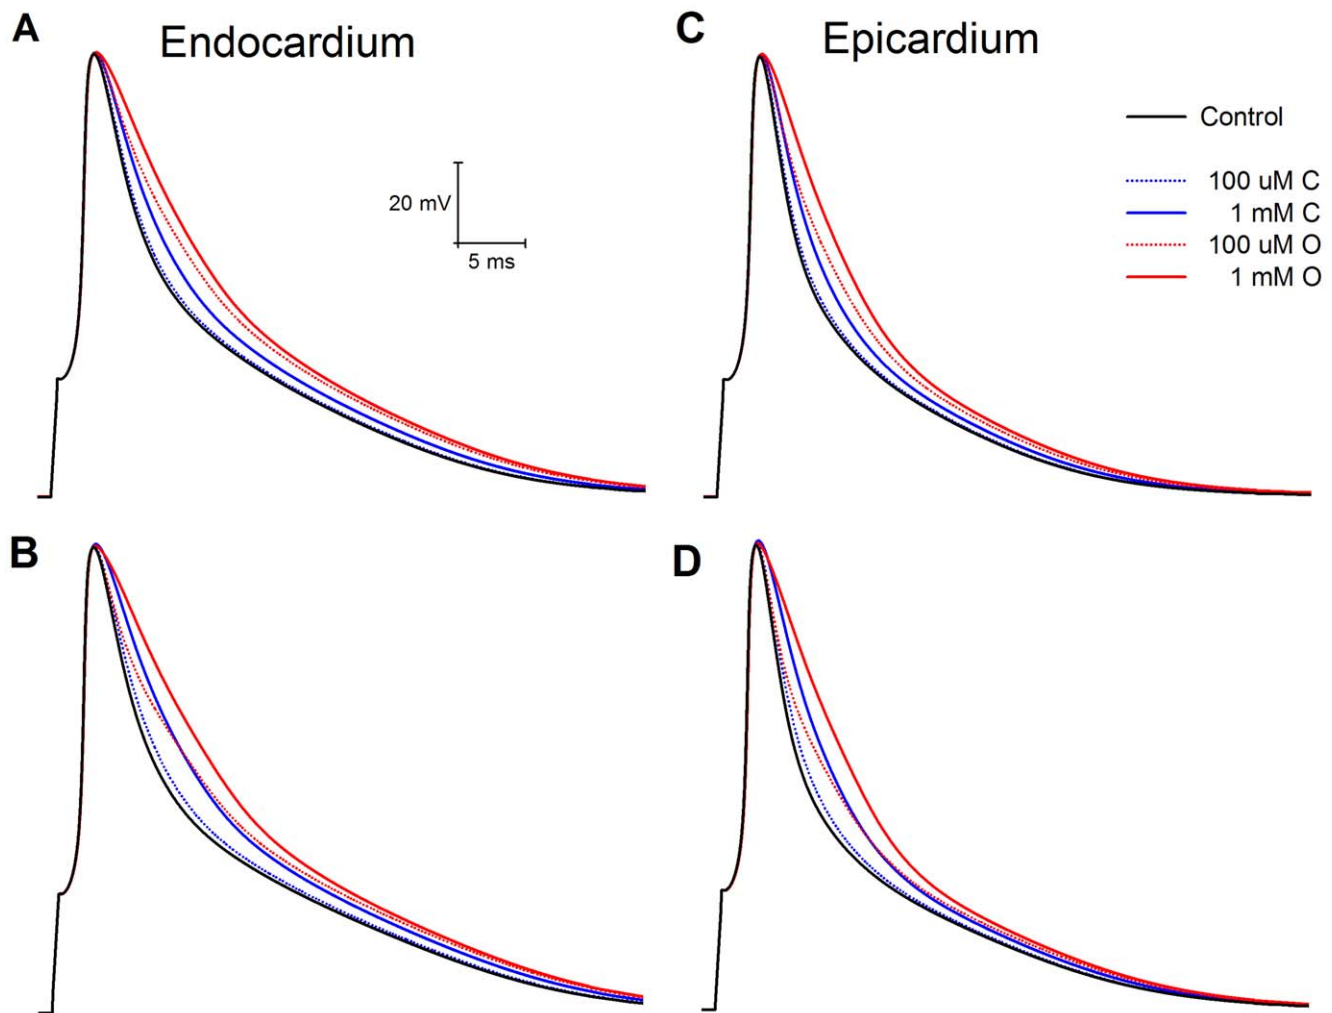 A
Endocardium
C
Epicardium
Control
20 mV
5 ms
100 uM C
1 mM C
100 uM O
1 mM O
B
D